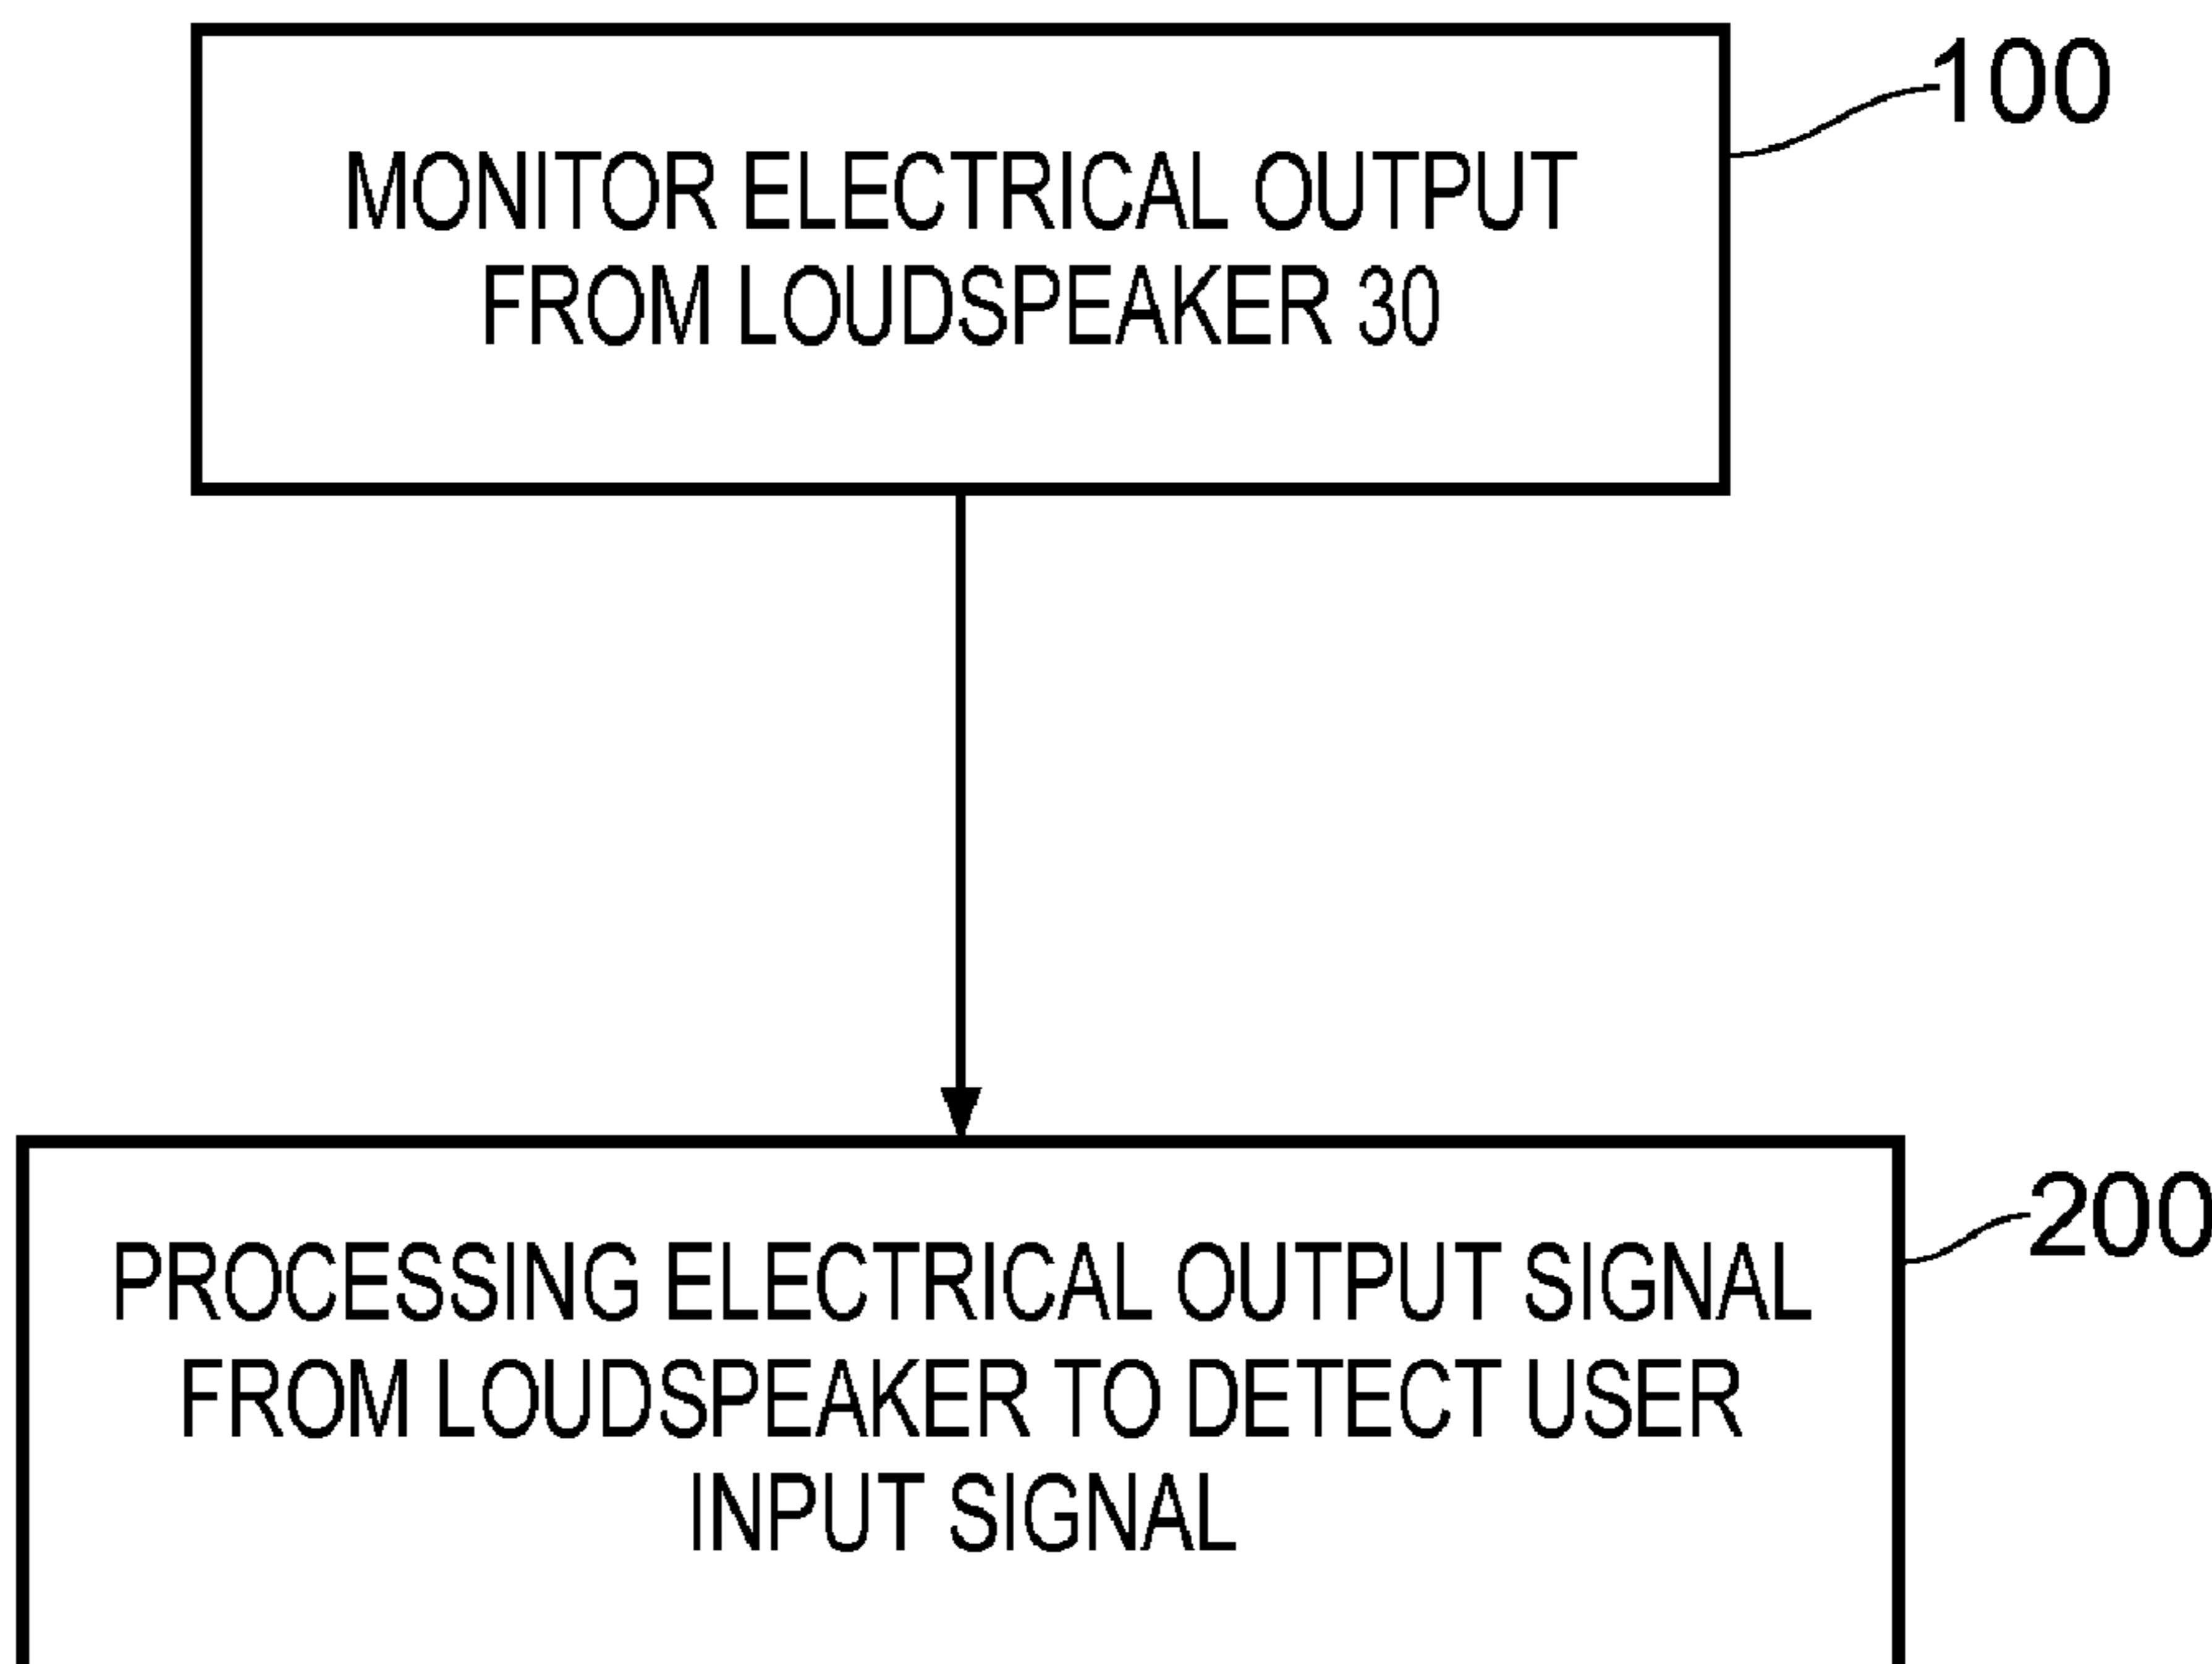 100
MONITOR ELECTRICAL OUTPUT
FROM LOUDSPEAKER 30
200
PROCESSING ELECTRICAL OUTPUT SIGNAL
FROM LOUDSPEAKER TO DETECT USER
INPUT SIGNAL